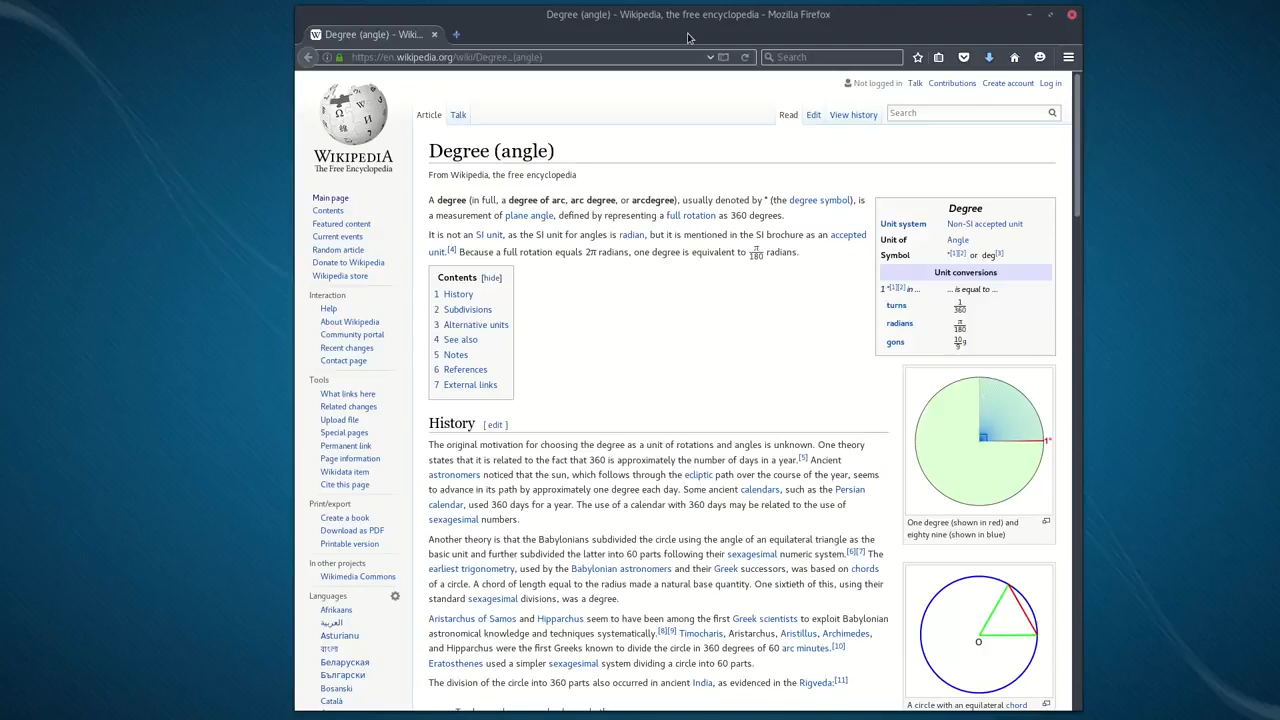 Degree (angle) - Wikipedia, the free encyclopedia - Mozilla Firefox
Degree (angle) - Wiki...
https://en.wikipedia.org/wiki/Degree_(angle)
Search
Not logged in Talk Contributions Create account Log in
Article Talk
Read Edit View history
Search
WIKIPEDIA
The Free Encyclopedia
Main page
Contents
Featured content
Current events
Random article
Donate to Wikipedia
Wikipedia store
Interaction
Help
About Wikipedia
Community portal
Recent changes
Contact page
Tools
What links here
Related changes
Upload file
Special pages
Permanent link
Page information
Wikidata item
Cite this page
Print/export
Create a book
Download as PDF
Printable version
In other projects
Wikimedia Commons
Languages
Afrikaans
العربية
Asturianu
বাংলা
Беларуская
Български
Bosanski
Català
Degree (angle)
From Wikipedia, the free encyclopedia
A degree (in full, a degree of arc, arc degree, or arcdegree), usually denoted by ° (the degree symbol), is
a measurement of plane angle, defined by representing a full rotation as 360 degrees.
It is not an SI unit, as the SI unit for angles is radian, but it is mentioned in the SI brochure as an accepted
unit.[4] Because a full rotation equals 2π radians, one degree is equivalent to π/180 radians.
Contents [hide]
1 History
2 Subdivisions
3 Alternative units
4 See also
5 Notes
6 References
7 External links
History [ edit ]
The original motivation for choosing the degree as a unit of rotations and angles is unknown. One theory
states that it is related to the fact that 360 is approximately the number of days in a year.[5] Ancient
astronomers noticed that the sun, which follows through the ecliptic path over the course of the year, seems
to advance in its path by approximately one degree each day. Some ancient calendars, such as the Persian
calendar, used 360 days for a year. The use of a calendar with 360 days may be related to the use of
sexagesimal numbers.
Another theory is that the Babylonians subdivided the circle using the angle of an equilateral triangle as the
basic unit and further subdivided the latter into 60 parts following their sexagesimal numeric system.[6][7] The
earliest trigonometry, used by the Babylonian astronomers and their Greek successors, was based on chords
of a circle. A chord of length equal to the radius made a natural base quantity. One sixtieth of this, using their
standard sexagesimal divisions, was a degree.
Aristarchus of Samos and Hipparchus seem to have been among the first Greek scientists to exploit Babylonian
astronomical knowledge and techniques systematically.[8][9] Timocharis, Aristarchus, Aristillus, Archimedes,
and Hipparchus were the first Greeks known to divide the circle in 360 degrees of 60 arc minutes.[10]
Eratosthenes used a simpler sexagesimal system dividing a circle into 60 parts.
The division of the circle into 360 parts also occurred in ancient India, as evidenced in the Rigveda:[11]
Degree
Unit system Non-SI accepted unit
Unit of Angle
Symbol °[1][2] or deg[3]
Unit conversions
1 °[1][2] in ... ... is equal to ...
turns 1/360
radians π/180
gons 10/9 g
1°
One degree (shown in red) and
eighty nine (shown in blue)
O
A circle with an equilateral chord